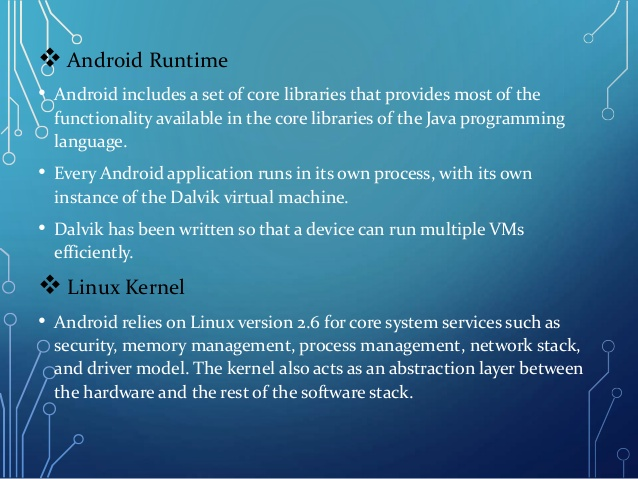 ❖ Android Runtime
• Android includes a set of core libraries that provides most of the
functionality available in the core libraries of the Java programming
language.
• Every Android application runs in its own process, with its own
instance of the Dalvik virtual machine.
• Dalvik has been written so that a device can run multiple VMs
efficiently.
❖ Linux Kernel
• Android relies on Linux version 2.6 for core system services such as
security, memory management, process management, network stack,
and driver model. The kernel also acts as an abstraction layer between
the hardware and the rest of the software stack.